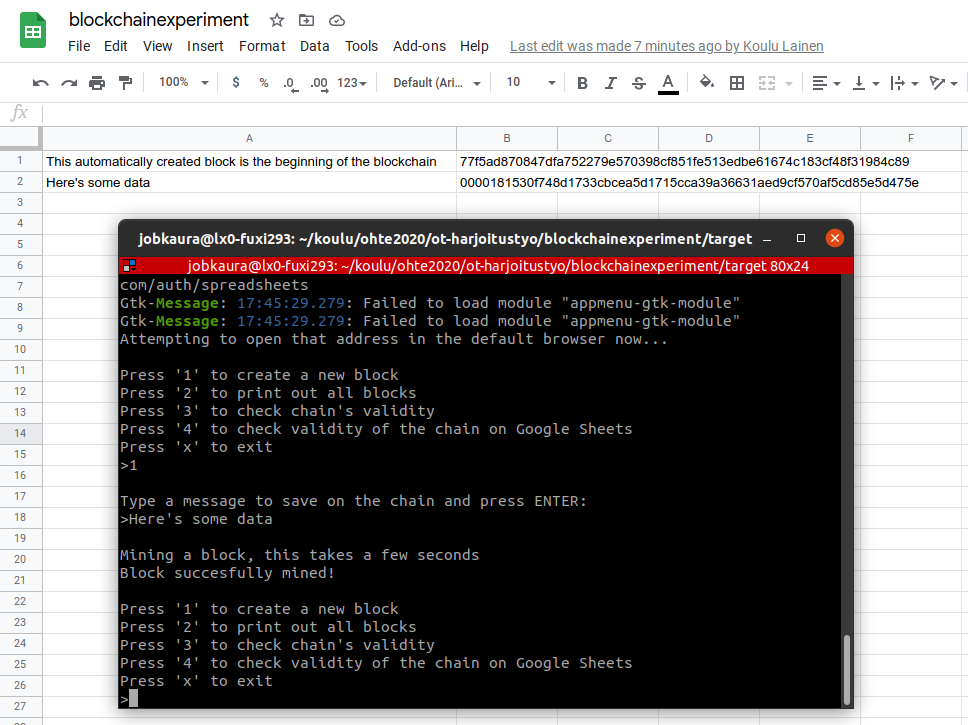 blockchainexperiment
File Edit View Insert Format Data Tools Add-ons Help Last edit was made 7 minutes ago by Koulu Lainen
100% $ % .0 .00 123 Default (Ari... 10 B I S A
fx
A B C D E F
1 This automatically created block is the beginning of the blockchain 77f5ad870847dfa752279e570398cf851fe513edbe61674c183cf48f31984c89
2 Here's some data 0000181530f748d1733cbcea5d1715cca39a36631aed9cf570af5cd85e5d475e
3
4
5
6
7
8
9
10
11
12
13
14
15
16
17
18
19
20
21
22
23
24
25
26
27
jobkaura@lx0-fuxi293: ~/koulu/ohte2020/ot-harjoitustyo/blockchainexperiment/target
jobkaura@lx0-fuxi293: ~/koulu/ohte2020/ot-harjoitustyo/blockchainexperiment/target 80x24
com/auth/spreadsheets
Gtk-Message: 17:45:29.279: Failed to load module "appmenu-gtk-module"
Gtk-Message: 17:45:29.279: Failed to load module "appmenu-gtk-module"
Attempting to open that address in the default browser now...
Press '1' to create a new block
Press '2' to print out all blocks
Press '3' to check chain's validity
Press '4' to check validity of the chain on Google Sheets
Press 'x' to exit
>1
Type a message to save on the chain and press ENTER:
>Here's some data
Mining a block, this takes a few seconds
Block succesfully mined!
Press '1' to create a new block
Press '2' to print out all blocks
Press '3' to check chain's validity
Press '4' to check validity of the chain on Google Sheets
Press 'x' to exit
>